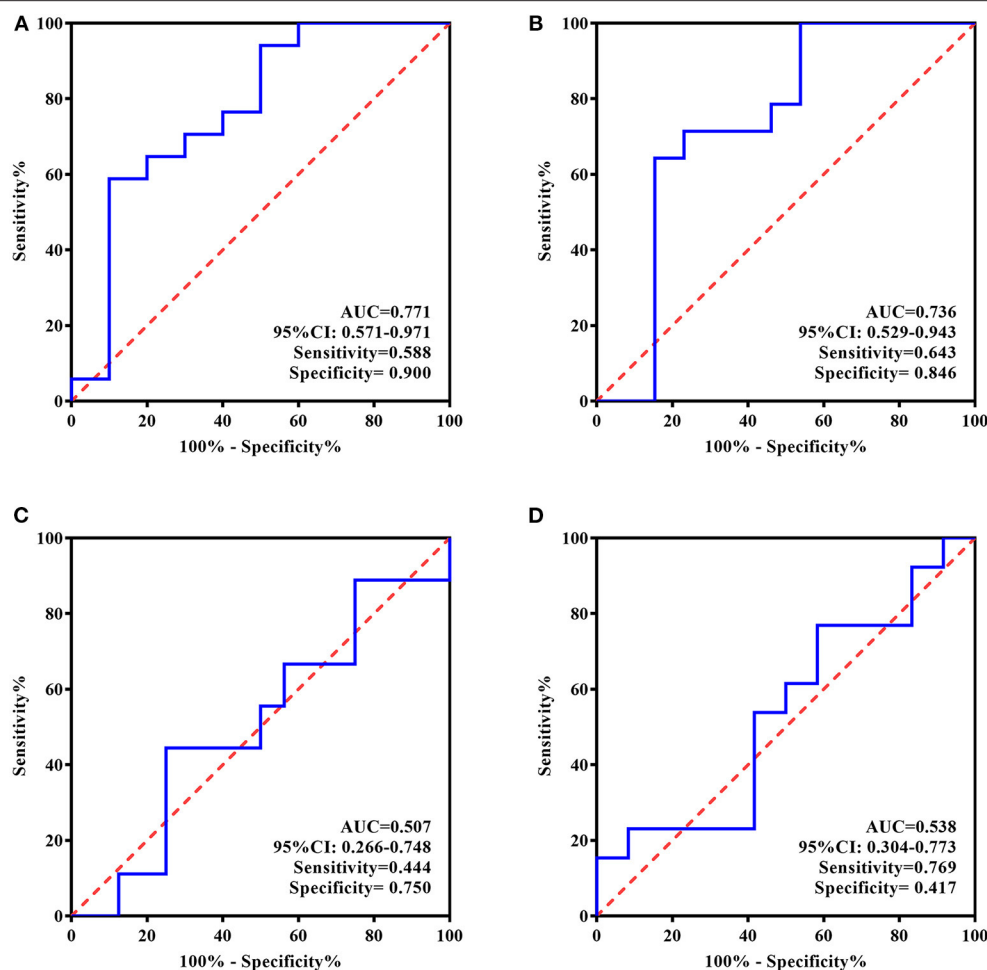 A
100
80
60
40
20
0
Sensitivity%
AUC=0.771
95%CI: 0.571-0.971
Sensitivity=0.588
Specificity= 0.900
0 20 40 60 80 100
100% - Specificity%
B
100
80
60
40
20
0
Sensitivity%
AUC=0.736
95%CI: 0.529-0.943
Sensitivity=0.643
Specificity= 0.846
0 20 40 60 80 100
100% - Specificity%
C
100
80
60
40
20
0
Sensitivity%
AUC=0.507
95%CI: 0.266-0.748
Sensitivity=0.444
Specificity= 0.750
0 20 40 60 80 100
100% - Specificity%
D
100
80
60
40
20
0
Sensitivity%
AUC=0.538
95%CI: 0.304-0.773
Sensitivity=0.769
Specificity= 0.417
0 20 40 60 80 100
100% - Specificity%